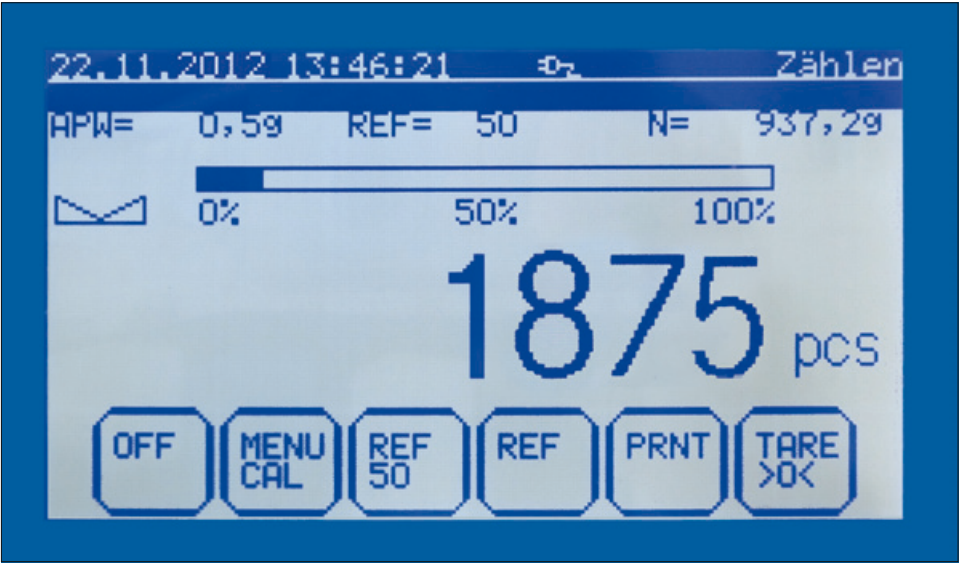 22.11.2012 13:46:21 Zählen
APW= 0,5g REF= 50 N= 937,2g
0% 50% 100%
1875 pcs
OFF
MENU
CAL
REF
50
REF
PRNT
TARE
>0<